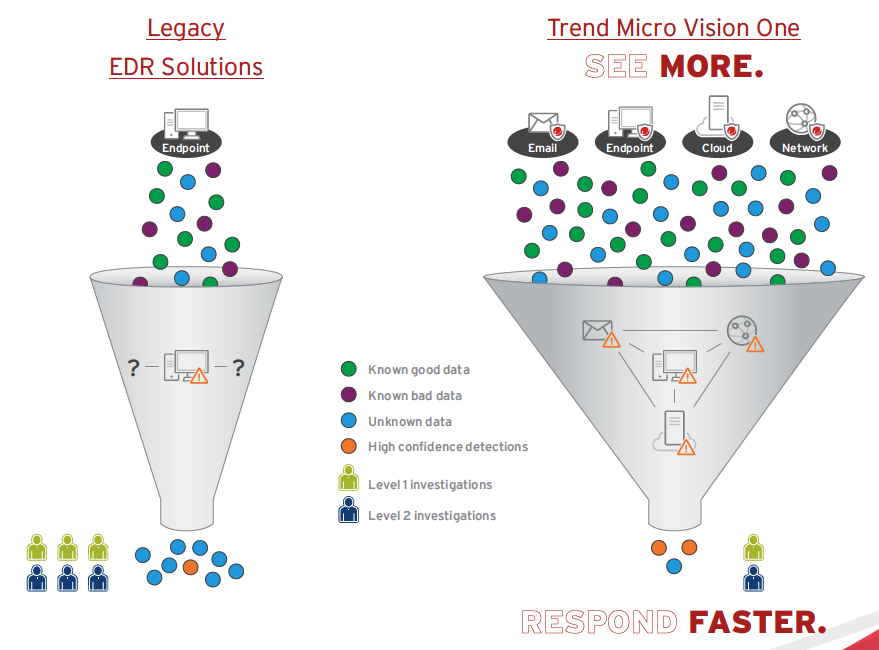 Legacy
EDR Solutions
Endpoint
? ?
Trend Micro Vision One
SEE MORE.
Email Endpoint Cloud Network
Known good data
Known bad data
Unknown data
High confidence detections
Level 1 investigations
Level 2 investigations
RESPOND FASTER.